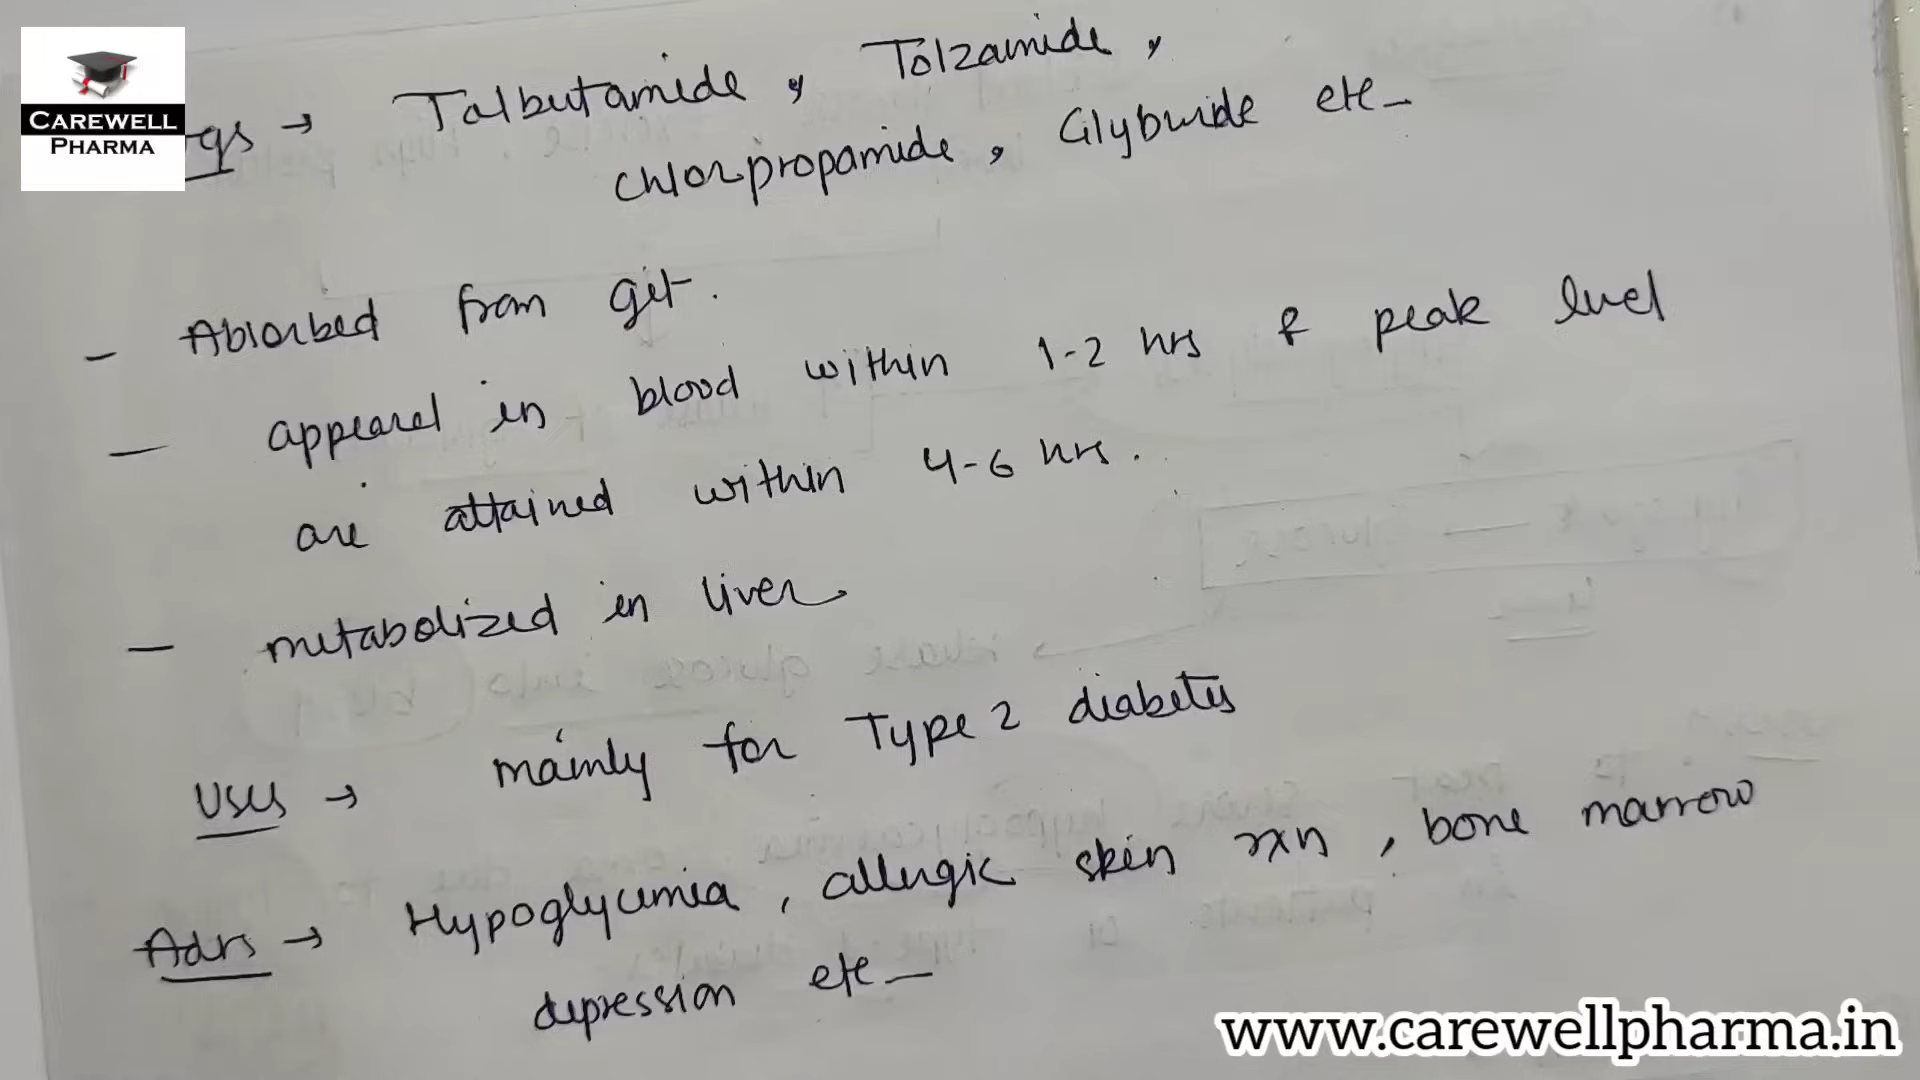 CAREWELL
PHARMA
gs → Talbutamide, Tolzamide,
chlorpropamide, Glyburide etc-
- Absorbed from git.
- appeared in blood within 1-2 hrs & peak level
are attained within 4-6 hrs.
- metabolized in liver
Uses → mainly for Type 2 diabetes
Adrs → Hypoglycemia, allergic skin rxn, bone marrow
depression etc-
www.carewellpharma.in